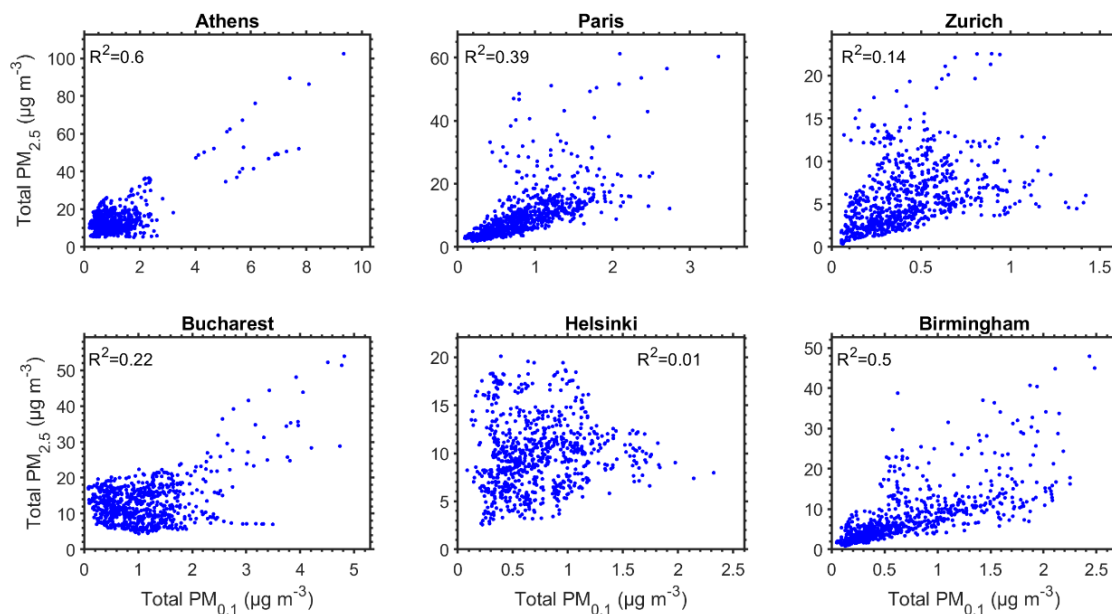 Athens
Paris
Zurich
R²=0.6
R²=0.39
R²=0.14
Total PM₂.₅ (µg m⁻³)
100
80
60
40
20
0
0 2 4 6 8 10
60
40
20
0
0 1 2 3
20
15
10
5
0
0 0.5 1 1.5
Bucharest
Helsinki
Birmingham
R²=0.22
R²=0.01
R²=0.5
Total PM₂.₅ (µg m⁻³)
50
40
30
20
10
0
0 1 2 3 4 5
Total PM₀.₁ (µg m⁻³)
20
15
10
5
0
0 0.5 1 1.5 2 2.5
Total PM₀.₁ (µg m⁻³)
50
40
30
20
10
0
0 0.5 1 1.5 2 2.5
Total PM₀.₁ (µg m⁻³)